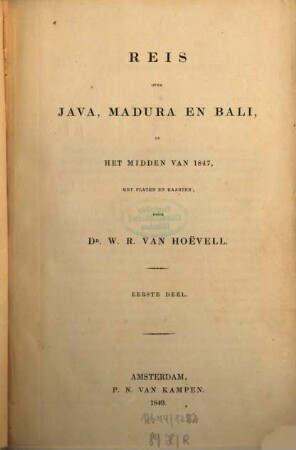 REIS
OVER
JAVA, MADURA EN BALI,
IN
HET MIDDEN VAN 1847,
MET PLATEN EN KAARTEN;
DOOR
DR. W. R. VAN HOËVELL.
EERSTE DEEL.
AMSTERDAM,
P. N. VAN KAMPEN.
1849.